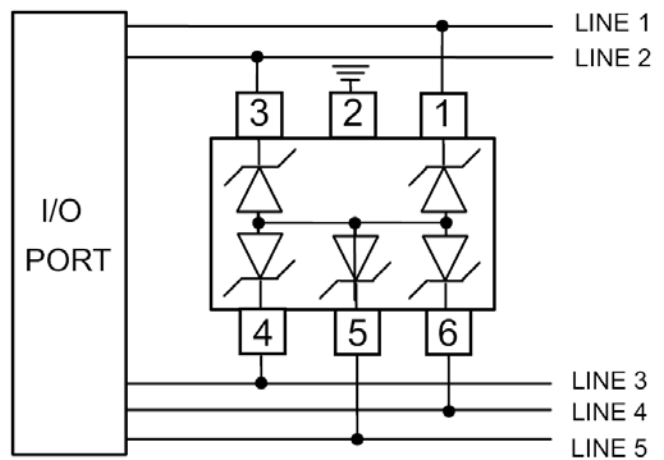 LINE 1
LINE 2
3 2 1
I/O
PORT
4 5 6
LINE 3
LINE 4
LINE 5